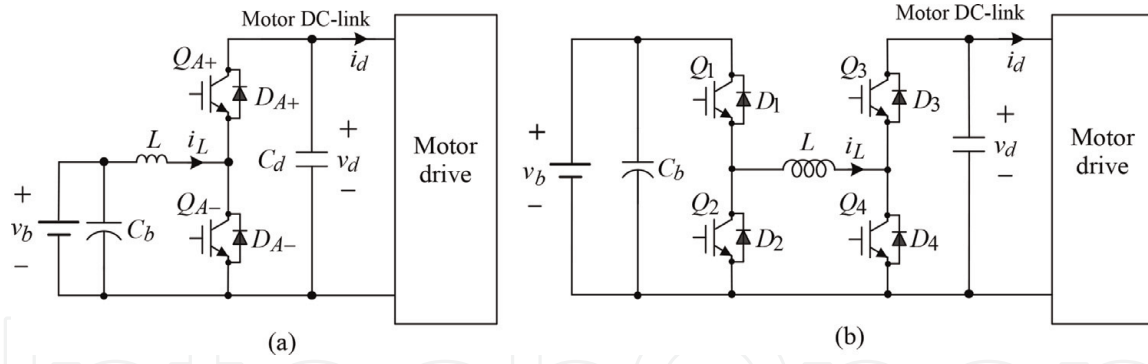 Motor DC-link
i_d
Q_{A+}
D_{A+}
L
i_L
+
v_b
−
C_b
Q_{A−}
D_{A−}
C_d
+
v_d
−
Motor
drive
(a)
Motor DC-link
i_d
Q_1
D_1
Q_3
D_3
+
v_b
−
C_b
L
i_L
Q_2
D_2
Q_4
D_4
+
v_d
−
Motor
drive
(b)